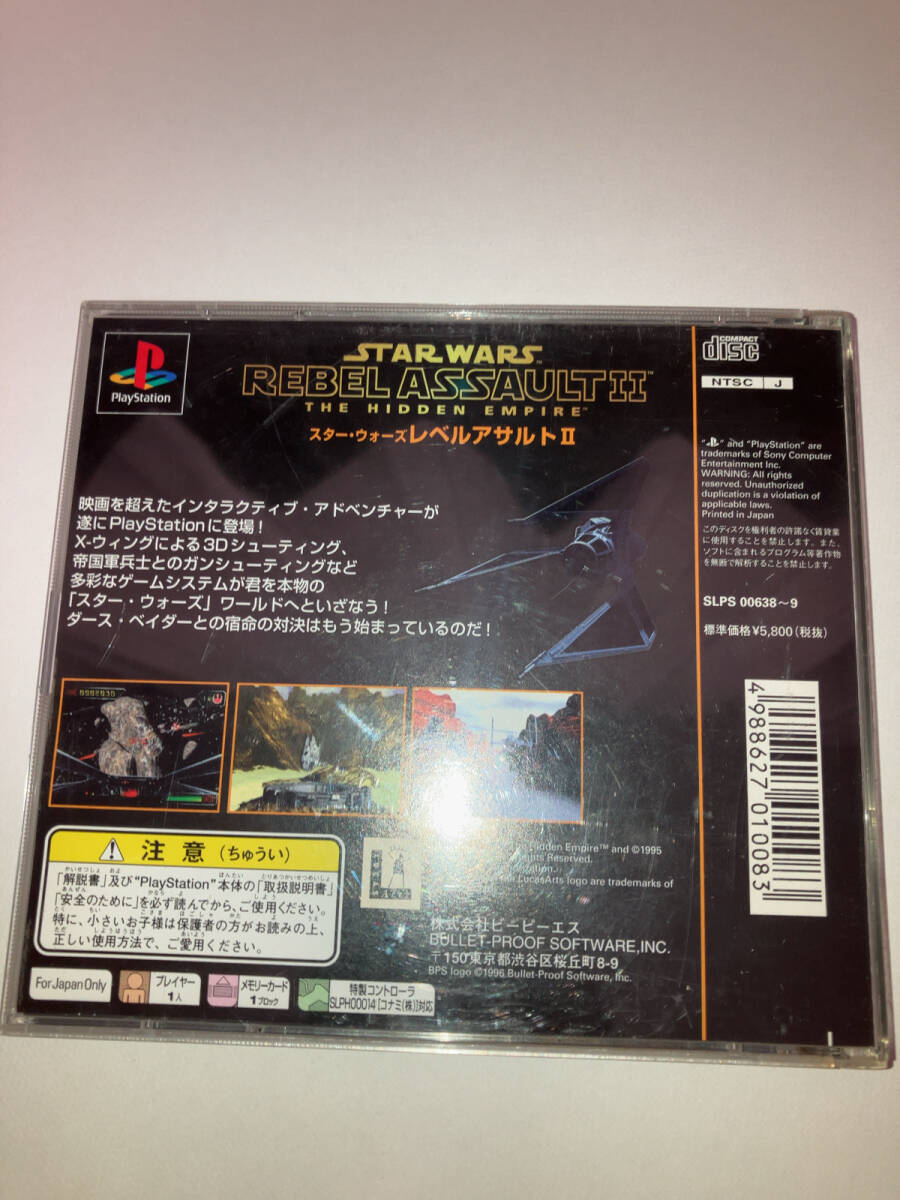 PlayStation
STAR WARS
REBEL ASSAULT II
THE HIDDEN EMPIRE
スター・ウォーズレベルアサルトⅡ
映画を超えたインタラクティブ・アドベンチャーが
遂にPlayStationに登場！
X-ウィングによる3Dシューティング、
帝国軍兵士とのガンシューティングなど
多彩なゲームシステムが君を本物の
「スター・ウォーズ」ワールドへといざなう！
ダース・ベイダーとの宿命の対決はもう始まっているのだ！
注意（ちゅうい）
「解説書」及び"PlayStation"本体の「取扱説明書」
「安全のために」を必ず読んでから、ご使用ください。
特に、小さいお子様は保護者の方がお読みの上、
正しい使用方法で、ご愛用ください。
Hidden Empire™ and ©1995
Rights Reserved.
LucasArts logo are trademarks of
株式会社ビーピーエス
BULLET-PROOF SOFTWARE, INC.
〒150東京都渋谷区桜丘町8-9
BPS logo ©1996 Bullet-Proof Software, Inc.
For Japan Only
プレイヤー
1人
メモリーカード
1ブロック
特製コントローラ
SLPH00014[コナミ(株)]対応
COMPACT
disc
NTSC J
"PS" and "PlayStation" are
trademarks of Sony Computer
Entertainment Inc.
WARNING: All rights
reserved. Unauthorized
duplication is a violation of
applicable laws.
Printed in Japan
このディスクを権利者の許諾なく賃貸業
に使用することを禁止します。また、
ソフトに含まれるプログラム等著作物
を無断で解析することを禁止します。
SLPS 00638～9
標準価格¥5,800（税抜）
4988627010083